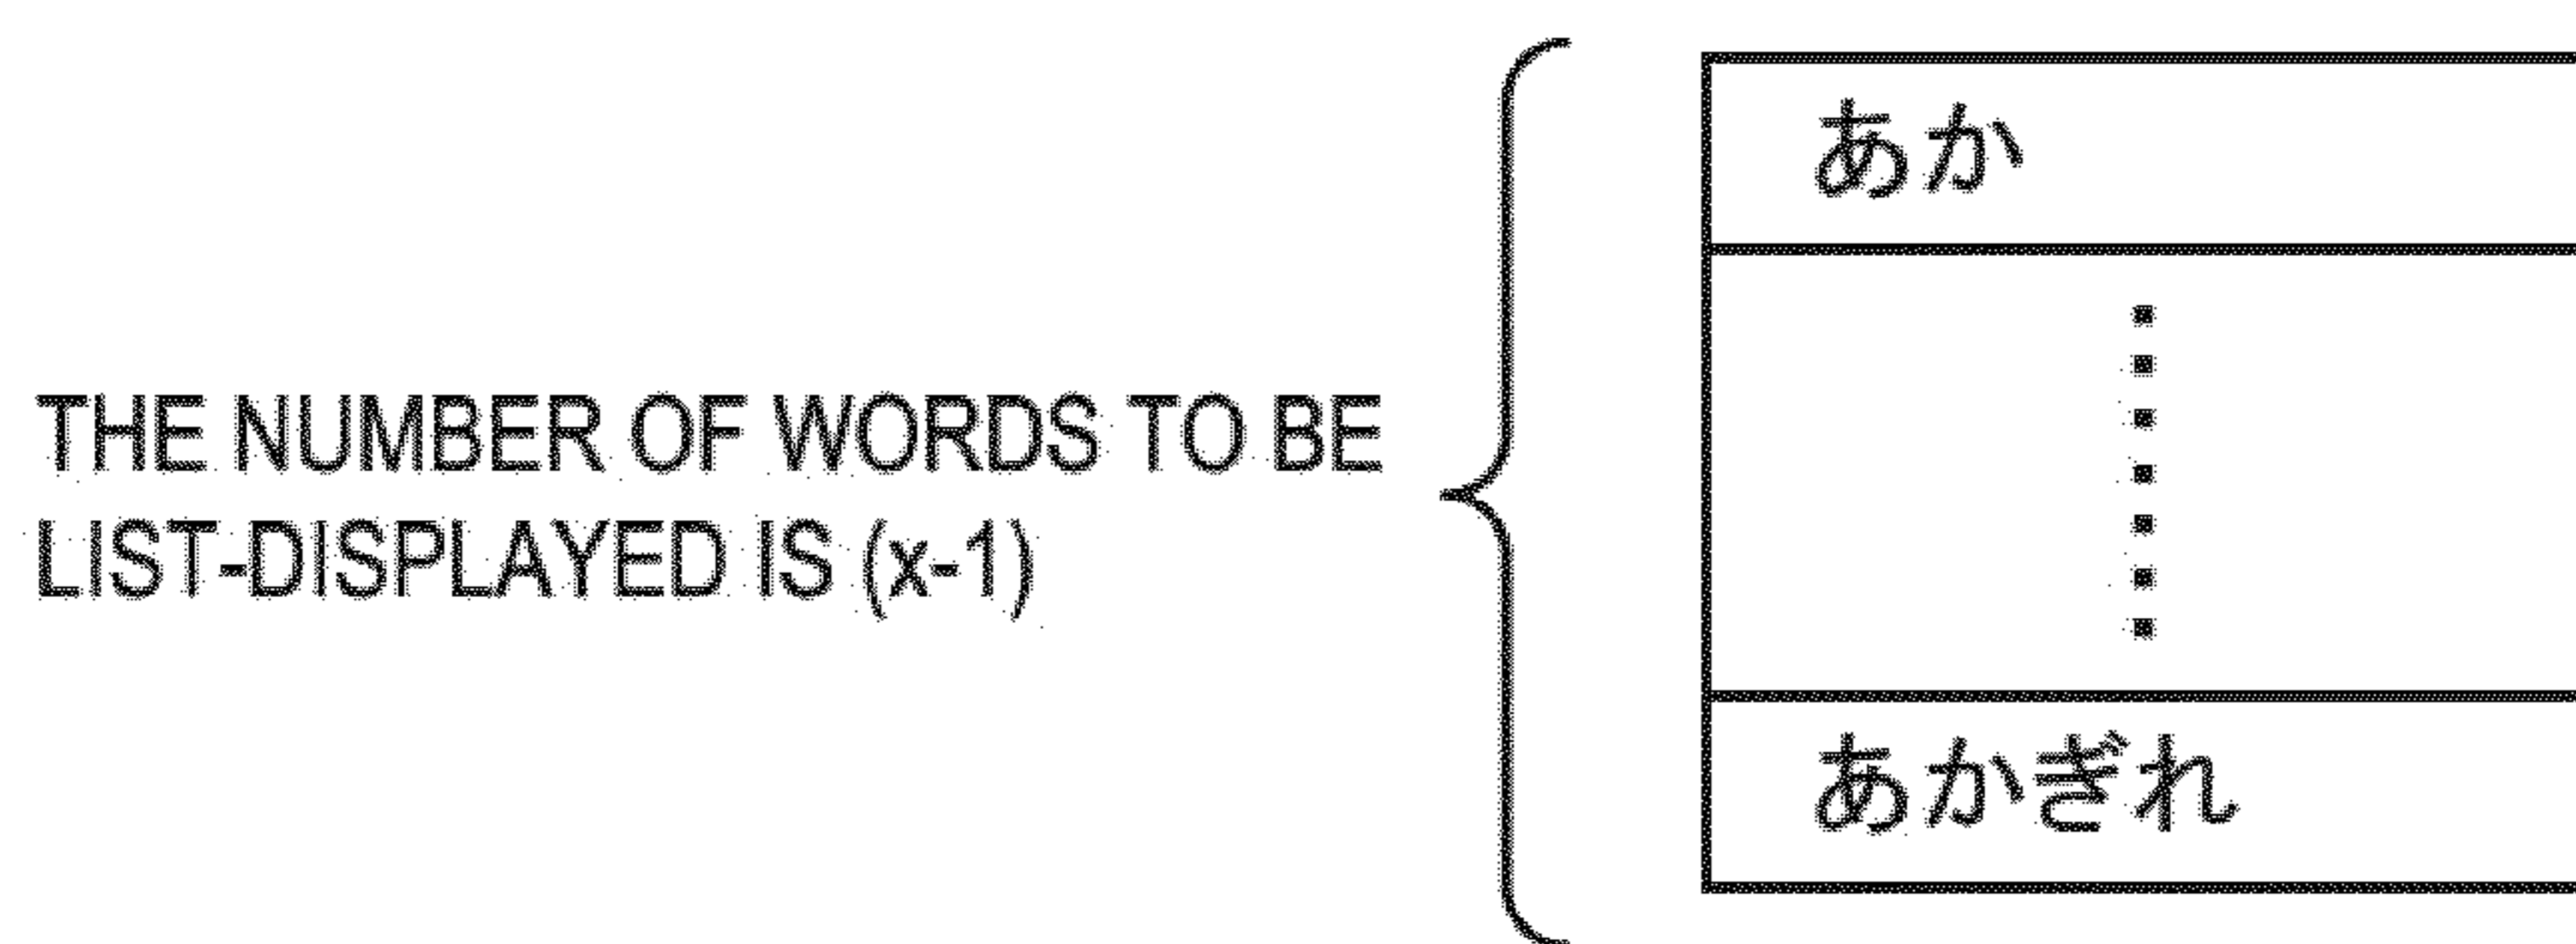 あか
THE NUMBER OF WORDS TO BE
LIST-DISPLAYED IS (x-1)
あかぎれ